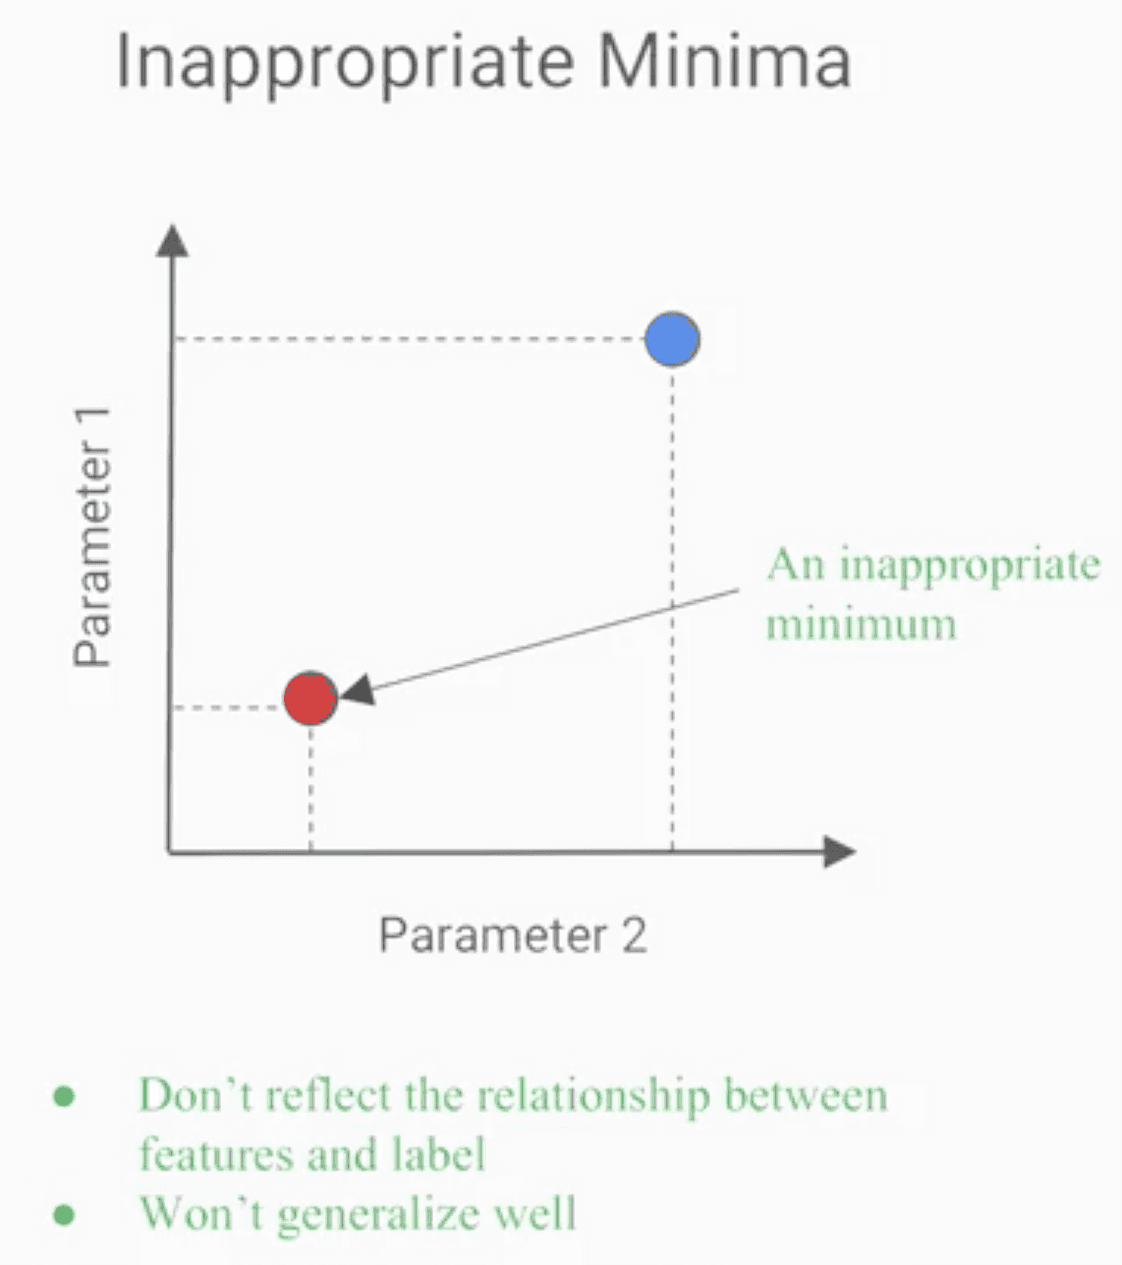 Inappropriate Minima
Parameter 1
An inappropriate
minimum
Parameter 2
● Don't reflect the relationship between
features and label
● Won't generalize well